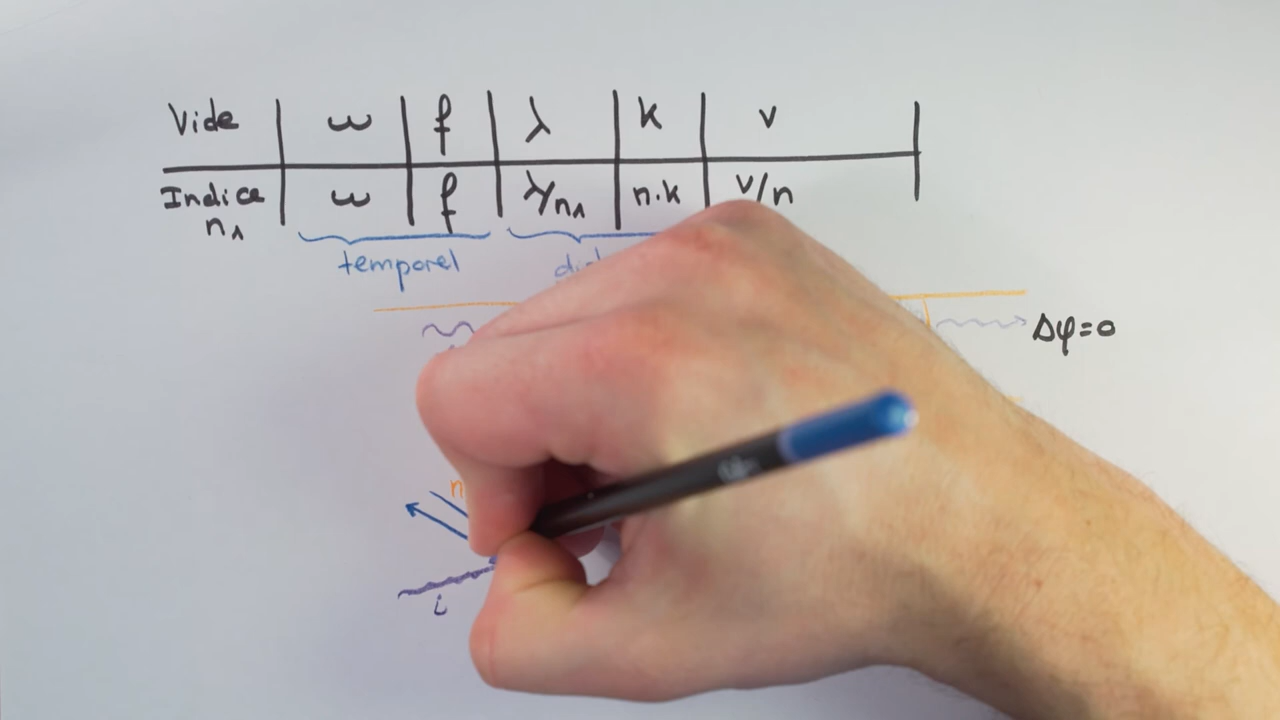 Vide ω f λ k v
Indice n₁ ω f λ/n₁ n.k v/n
temporel
Δφ=0
n
i